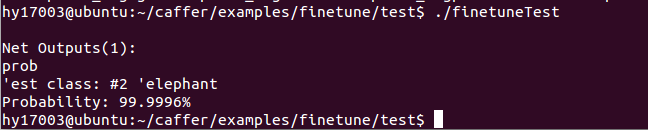 hy17003@ubuntu:~/caffer/examples/finetune/test$ ./finetuneTest
Net Outputs(1):
prob
'est class: #2 'elephant
Probability: 99.9996%
hy17003@ubuntu:~/caffer/examples/finetune/test$